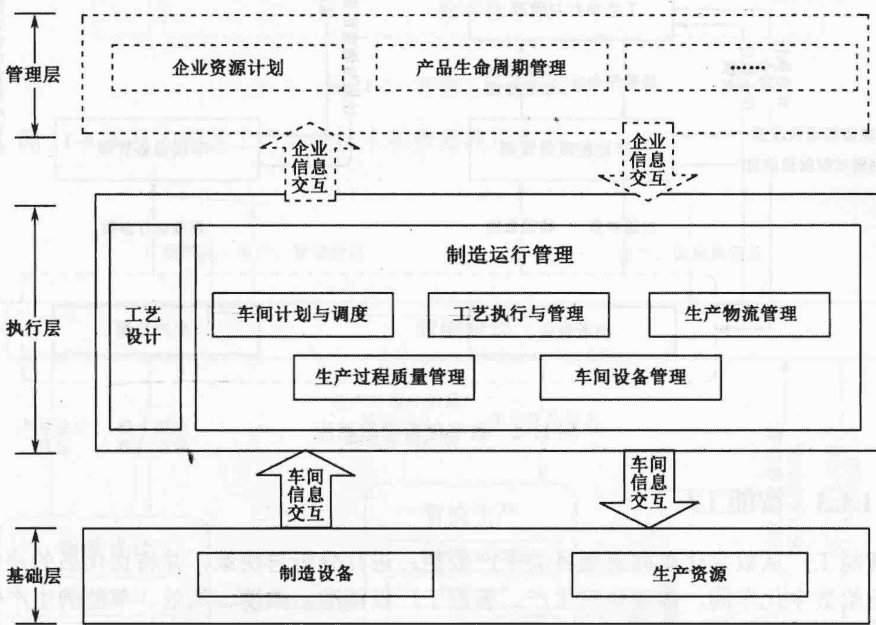 管理层
企业资源计划
产品生命周期管理
......
企业
信息
交互
企业
信息
交互
执行层
工艺
设计
制造运行管理
车间计划与调度
工艺执行与管理
生产物流管理
生产过程质量管理
车间设备管理
车间
信息
交互
车间
信息
交互
基础层
制造设备
生产资源